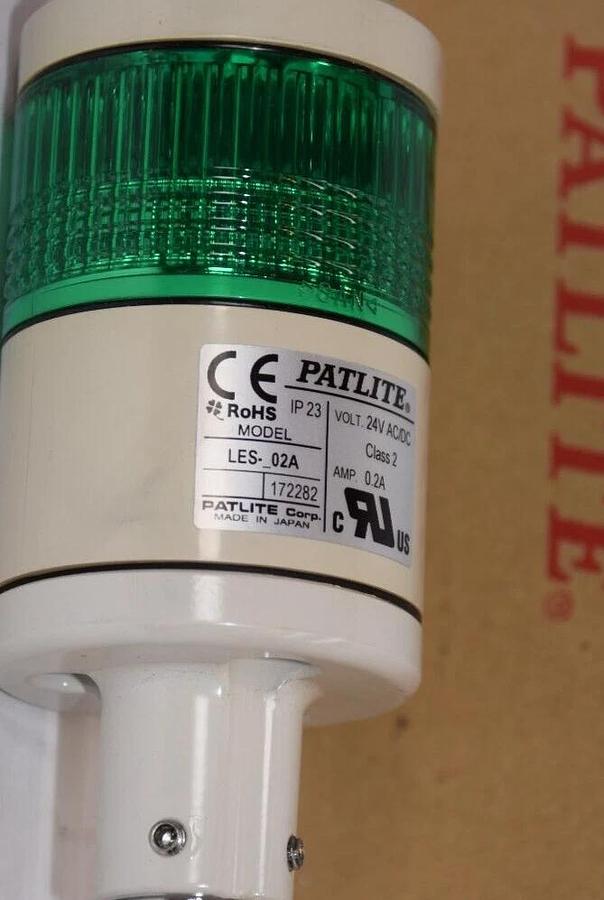 CE
PATLITE®
RoHS
IP 23
VOLT. 24V AC/DC
MODEL
Class 2
LES-_02A
AMP. 0.2A
172282
PATLITE Corp.
MADE IN JAPAN
C RU US
PATLITE®